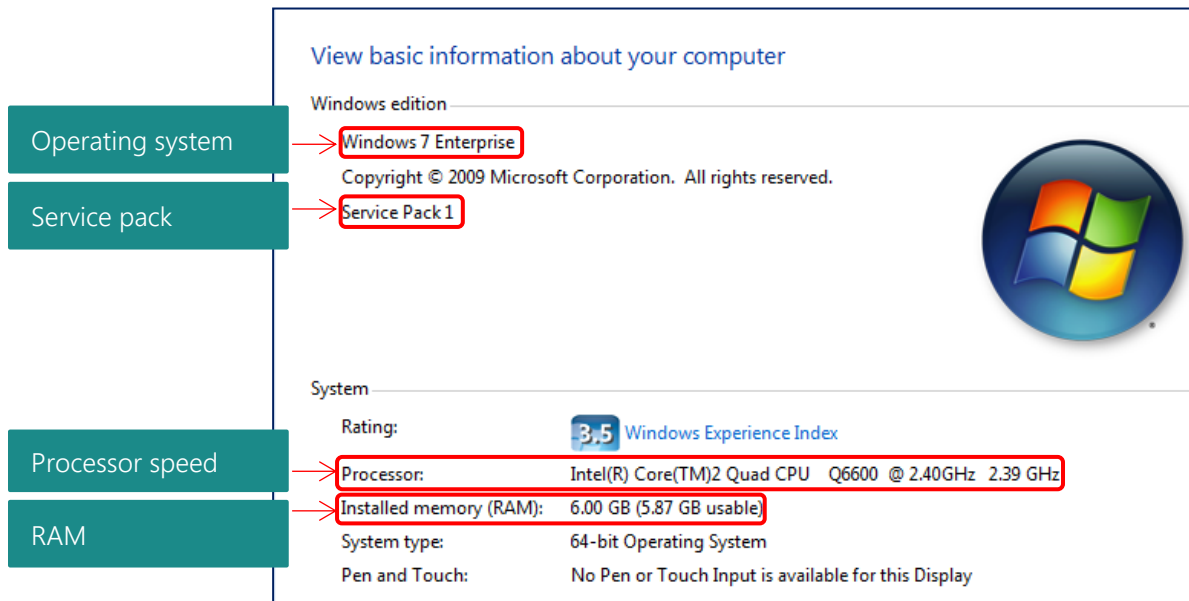 View basic information about your computer
Windows edition
Operating system
Windows 7 Enterprise
Copyright © 2009 Microsoft Corporation. All rights reserved.
Service pack
Service Pack 1
System
Rating:
3.5 Windows Experience Index
Processor speed
Processor: Intel(R) Core(TM)2 Quad CPU Q6600 @ 2.40GHz 2.39 GHz
Installed memory (RAM): 6.00 GB (5.87 GB usable)
RAM
System type: 64-bit Operating System
Pen and Touch: No Pen or Touch Input is available for this Display